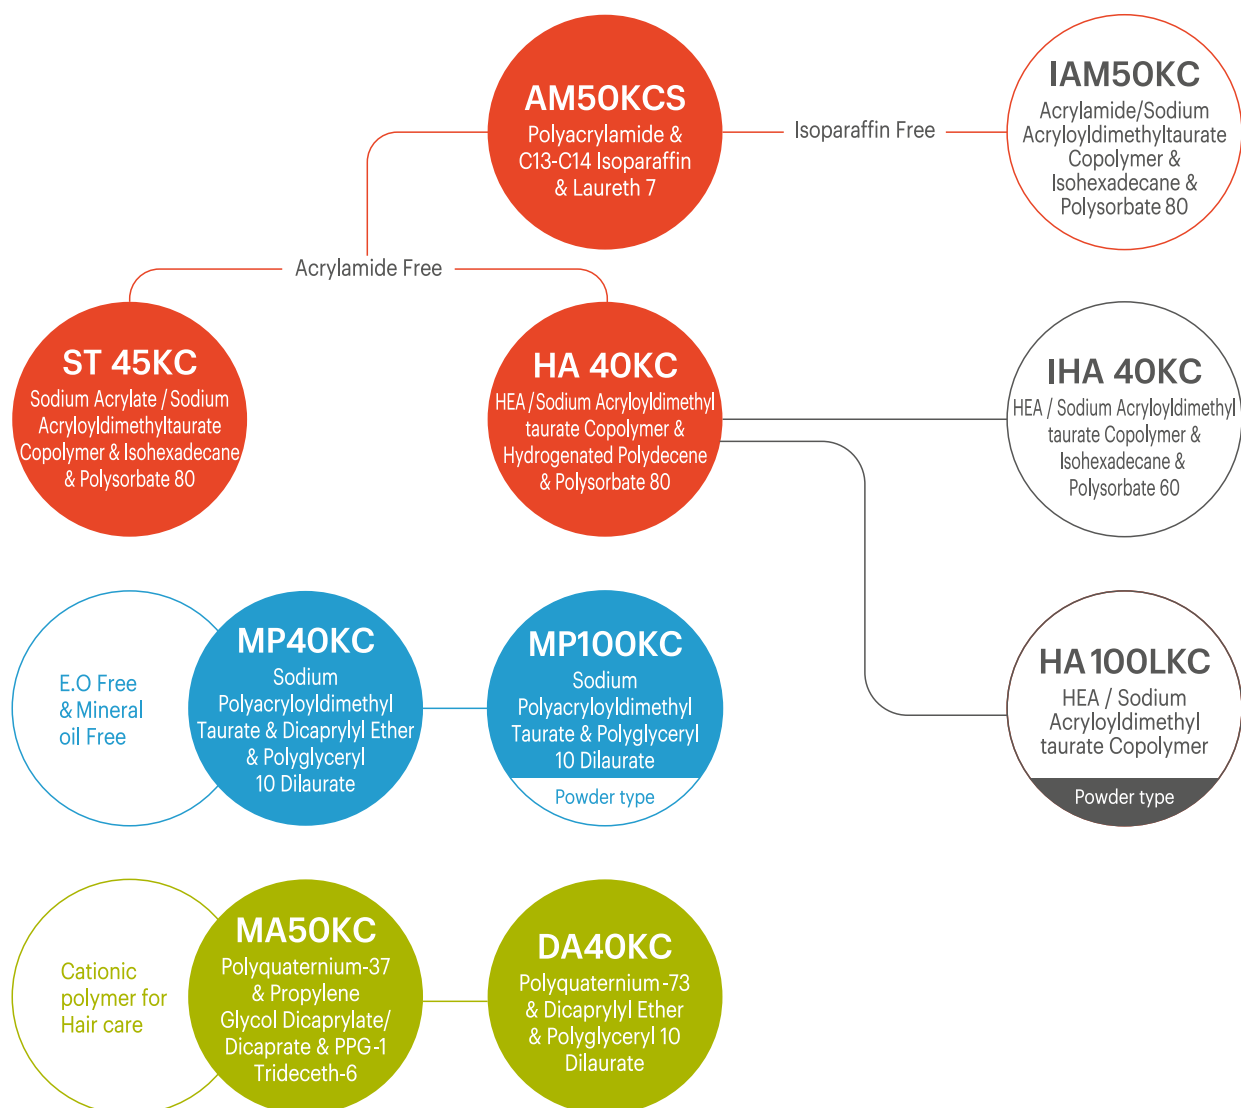 AM50KCS
Polyacrylamide &
C13-C14 Isoparaffin
& Laureth 7
Isoparaffin Free
IAM50KC
Acrylamide/Sodium
Acryloyldimethyltaurate
Copolymer &
Isohexadecane &
Polysorbate 80
Acrylamide Free
ST 45KC
Sodium Acrylate / Sodium
Acryloyldimethyltaurate
Copolymer & Isohexadecane
& Polysorbate 80
HA 40KC
HEA / Sodium Acryloyldimethyl
taurate Copolymer &
Hydrogenated Polydecene
& Polysorbate 80
IHA 40KC
HEA / Sodium Acryloyldimethyl
taurate Copolymer &
Isohexadecane &
Polysorbate 60
E.O Free
& Mineral
oil Free
MP40KC
Sodium
Polyacryloyldimethyl
Taurate & Dicaprylyl Ether
& Polyglyceryl
10 Dilaurate
MP100KC
Sodium
Polyacryloyldimethyl
Taurate & Polyglyceryl
10 Dilaurate
Powder type
HA 100LKC
HEA / Sodium
Acryloyldimethyl
taurate Copolymer
Powder type
Cationic
polymer for
Hair care
MA50KC
Polyquaternium-37
& Propylene
Glycol Dicaprylate/
Dicaprate & PPG-1
Trideceth-6
DA40KC
Polyquaternium-73
& Dicaprylyl Ether
& Polyglyceryl 10
Dilaurate